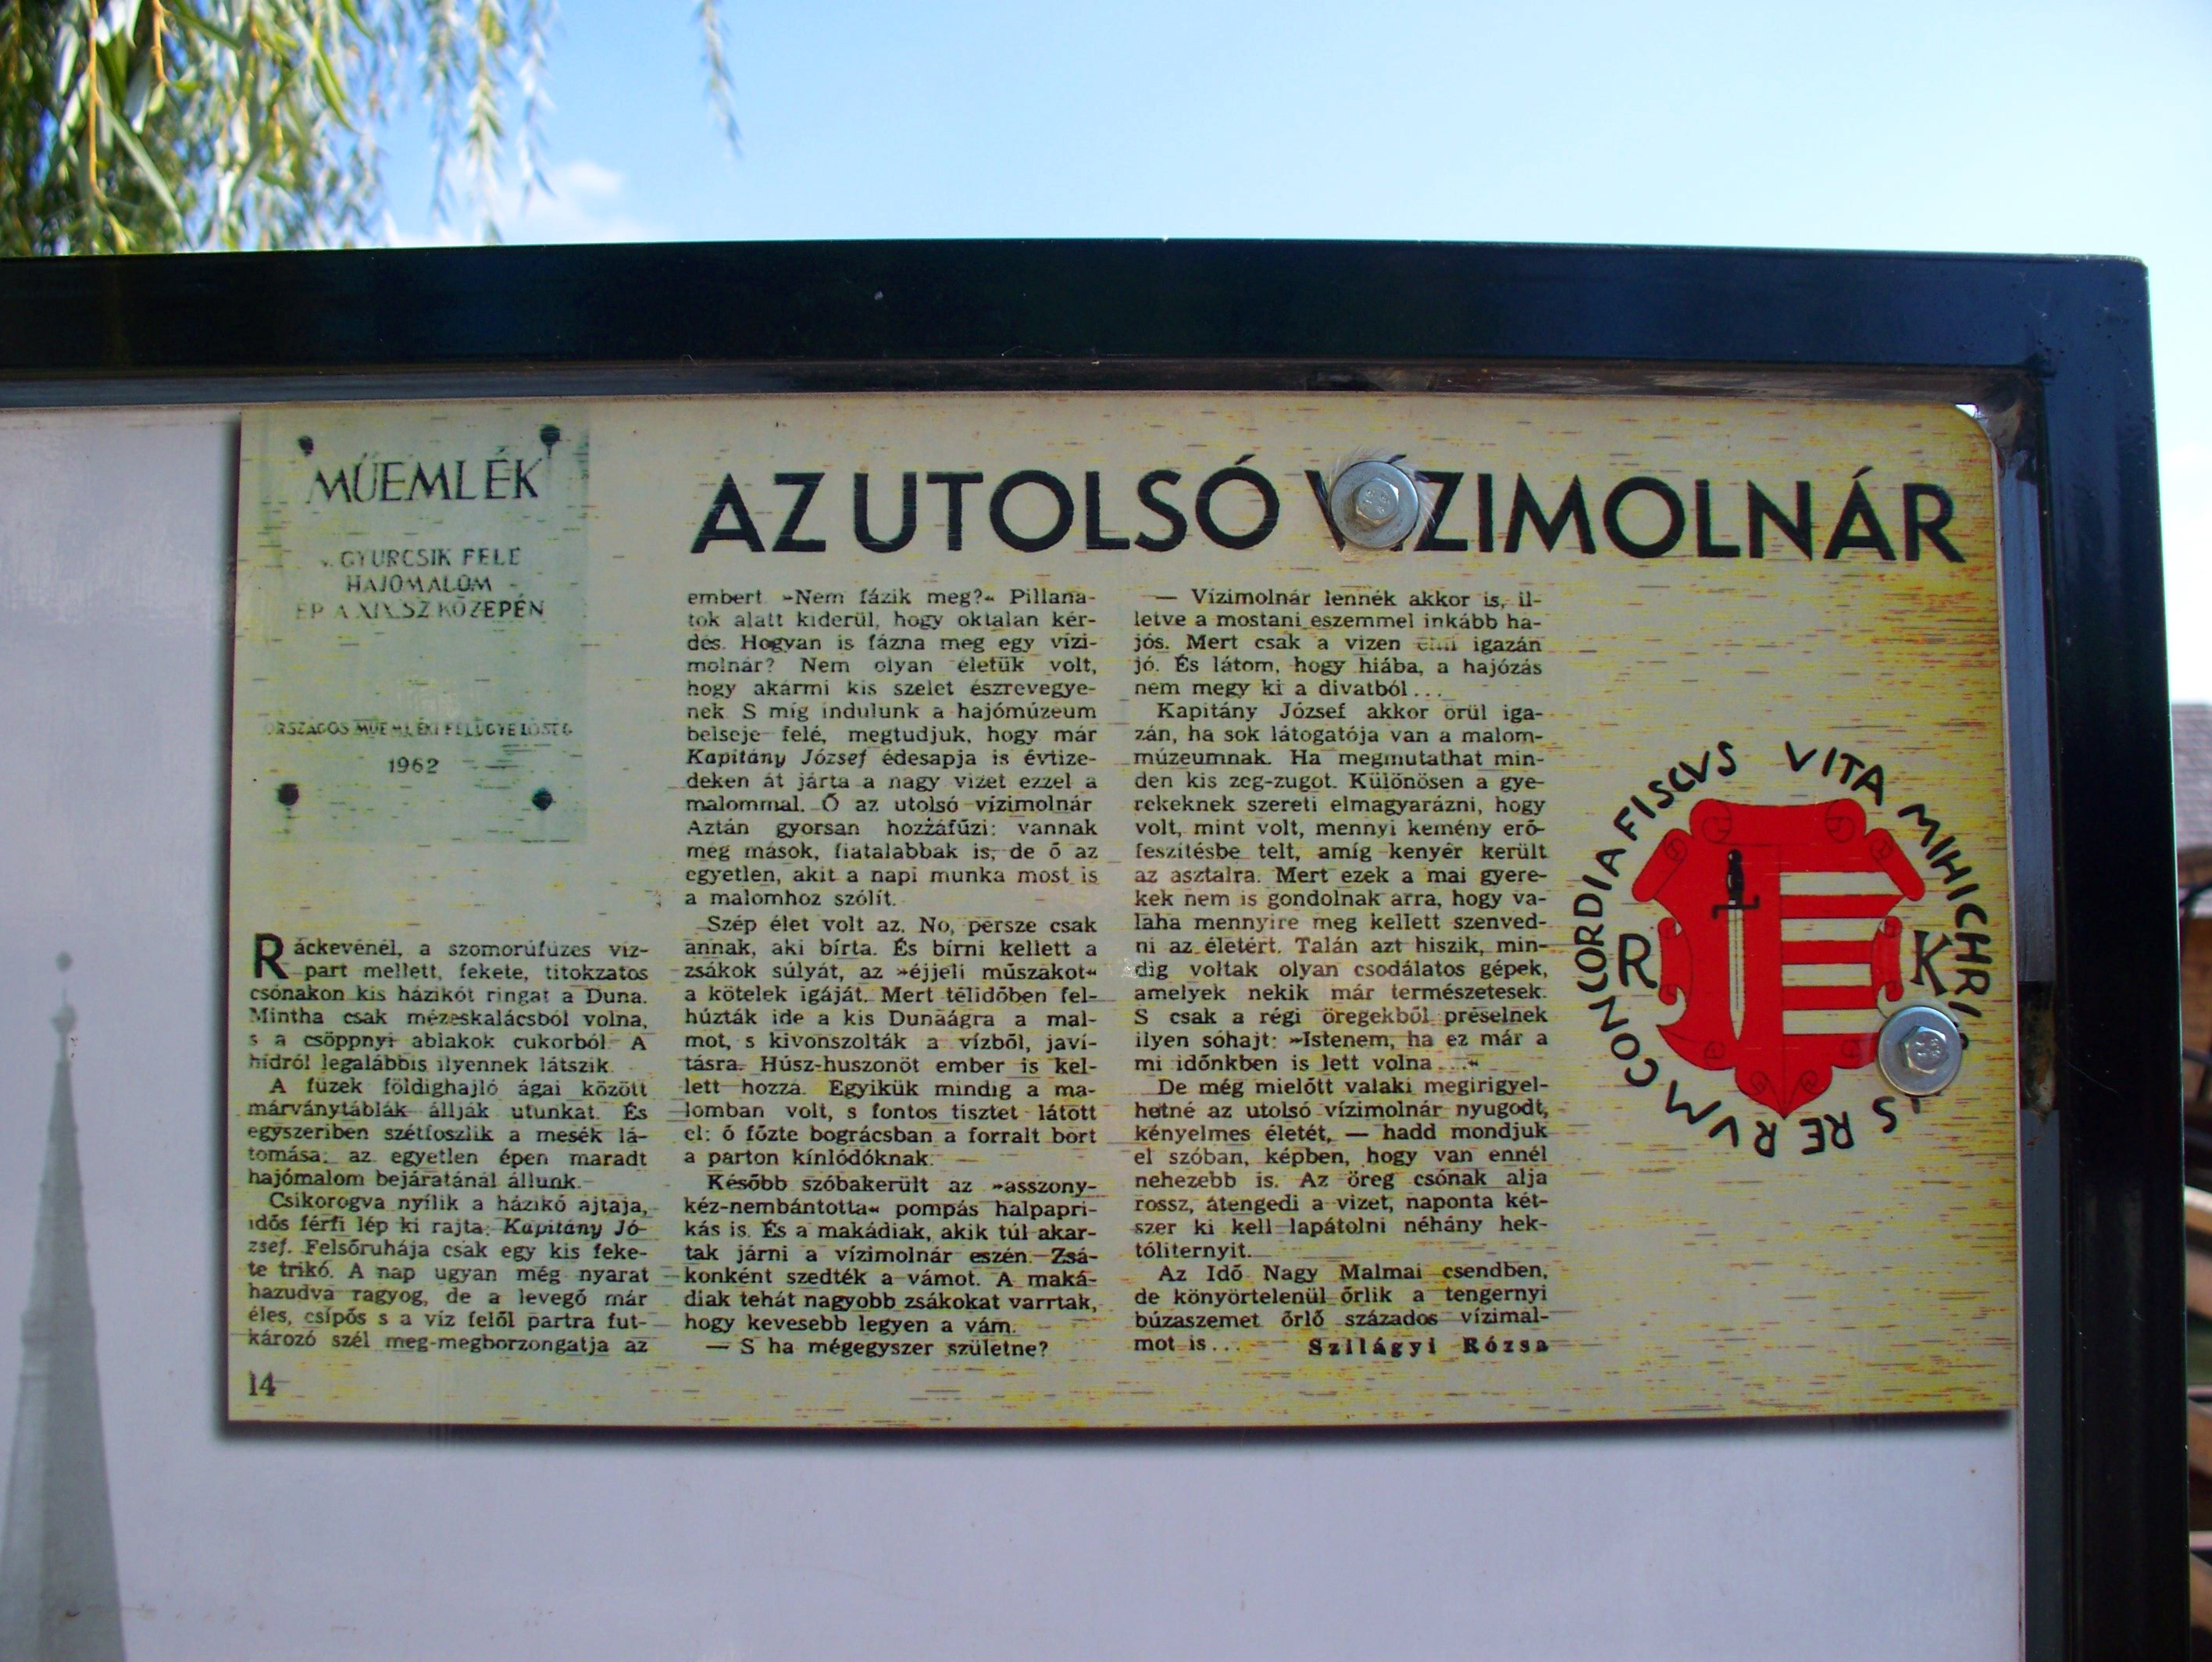 MŰEMLÉK
GYURCSIK FELE
HAJOMALOM
ÉP A XIX.SZ KÖZEPÉN
ORSZÁGOS MŰEMLÉKI FELÜGYELŐSÉG
1962
Ráckevénél, a szomorúfüzes víz-
part mellett, fekete, titokzatos
csónakon kis házikót ringat a Duna.
Mintha csak mézeskalácsból volna,
s a csöppnyi ablakok cukorból. A
hídról legalábbis ilyennek látszik.
A füzek földighajló ágai között
márványtáblák állják utunkat. És
egyszeriben szétfoszlik a mesék lá-
tomása: az egyetlen épen maradt
hajómalom bejáratánál állunk.
Csikorogva nyílik a házikó ajtaja,
idős férfi lép ki rajta: Kapitány Jó-
zsef. Felsőruhája csak egy kis feke-
te trikó. A nap ugyan még nyarat
hazudva ragyog, de a levegő már
éles, csípős s a víz felől partra fut-
kározó szél meg-megborzongatja az
14
AZ UTOLSÓ VÍZIMOLNÁR
embert. »Nem fázik meg?« Pillana-
tok alatt kiderül, hogy oktalan kér-
dés. Hogyan is fázna meg egy vízi-
molnár? Nem olyan életük volt,
hogy akármi kis szelet észrevegye-
nek. S míg indulunk a hajómúzeum
belseje felé, megtudjuk, hogy már
Kapitány József édesapja is évtize-
deken át járta a nagy vizet ezzel a
malommal. Ő az utolsó vízimolnár.
Aztán gyorsan hozzáfűzi: vannak
még mások, fiatalabbak is, de ő az
egyetlen, akit a napi munka most is
a malomhoz szólít.
Szép élet volt az. No, persze csak
annak, aki bírta. És bírni kellett a
zsákok súlyát, az »éjjeli műszakot«
a kötelek igáját. Mert télidőben fel-
húzták ide a kis Dunaágra a mal-
mot, s kivonszolták a vízből, javí-
tásra. Húsz-huszonöt ember is kel-
lett hozzá. Egyikük mindig a ma-
lomban volt, s fontos tisztet látott
el: ő főzte bográcsban a forralt bort
a parton kínlódóknak.
Később szóbakerült az »asszony-
kéz-nembántotta« pompás halpapri-
kás is. És a makádiak, akik túl akar-
tak járni a vízimolnár eszén. Zsá-
konként szedték a vámot. A maká-
diak tehát nagyobb zsákokat varrtak,
hogy kevesebb legyen a vám.
— S ha mégegyszer születne?
— Vízimolnár lennék akkor is, il-
letve a mostani eszemmel inkább ha-
jós. Mert csak a vízen élni igazán
jó. És látom, hogy hiába, a hajózás
nem megy ki a divatból...
Kapitány József akkor örül iga-
zán, ha sok látogatója van a malom-
múzeumnak. Ha megmutathat min-
den kis zeg-zugot. Különösen a gye-
rekeknek szereti elmagyarázni, hogy
volt, mint volt, mennyi kemény erő-
feszítésbe telt, amíg kenyér került
az asztalra. Mert ezek a mai gyere-
kek nem is gondolnak arra, hogy va-
laha mennyire meg kellett szenved-
ni az életért. Talán azt hiszik, min-
dig voltak olyan csodálatos gépek,
amelyek nekik már természetesek.
S csak a régi öregekből préselnek
ilyen sóhajt: »Istenem, ha ez már a
mi időnkben is lett volna...«
De még mielőtt valaki megirigyel-
hetné az utolsó vízimolnár nyugodt,
kényelmes életét, — hadd mondjuk
el szóban, képben, hogy van ennél
nehezebb is. Az öreg csónak alja
rossz, átengedi a vizet, naponta két-
szer ki kell lapátolni néhány hek-
tóliternyit.
Az Idő Nagy Malmai csendben,
de könyörtelenül őrlik a tengernyi
búzaszemet őrlő százados vízimal-
mot is...
Szilágyi Rózsa
VITA MIHI CHRI S RERVM CONCORDIA FISCVS
R K